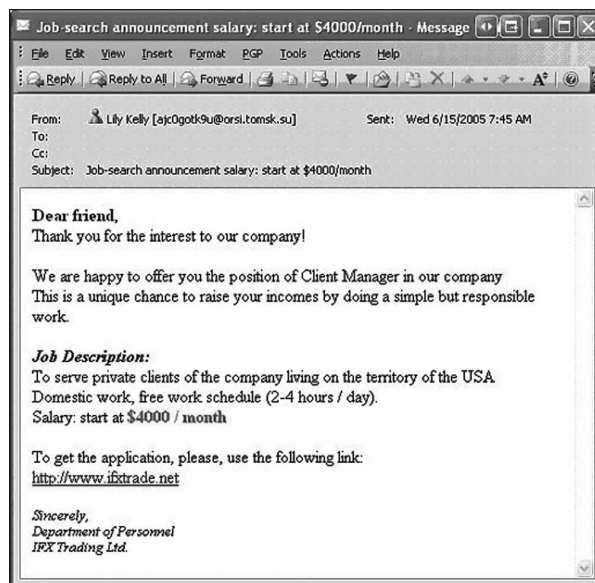 Job-search announcement salary: start at $4000/month - Message
File Edit View Insert Format PGP Tools Actions Help
Reply Reply to All Forward A
From: Lily Kelly [ajc0gotk9u@orsi.tomsk.su] Sent: Wed 6/15/2005 7:45 AM
To:
Cc:
Subject: Job-search announcement salary: start at $4000/month
Dear friend,
Thank you for the interest to our company!
We are happy to offer you the position of Client Manager in our company
This is a unique chance to raise your incomes by doing a simple but responsible
work.
Job Description:
To serve private clients of the company living on the territory of the USA
Domestic work, free work schedule (2-4 hours / day).
Salary: start at $4000 / month
To get the application, please, use the following link:
http://www.ifxtrade.net
Sincerely,
Department of Personnel
IFX Trading Ltd.